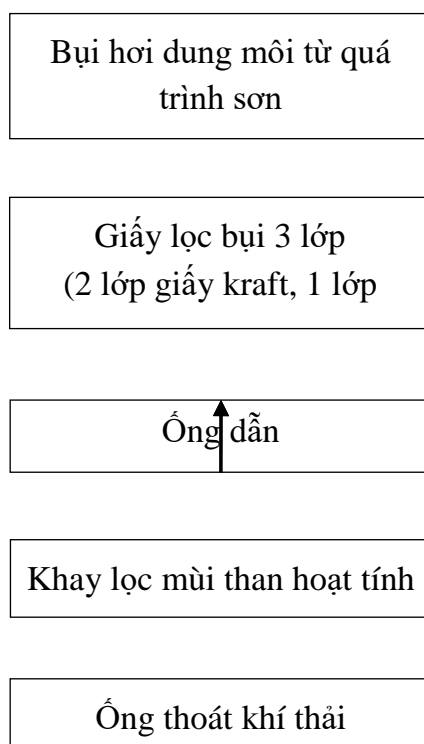 Bụi hơi dung môi từ quá
trình sơn
Giấy lọc bụi 3 lớp
(2 lớp giấy kraft, 1 lớp
Ống dẫn
Khay lọc mùi than hoạt tính
Ống thoát khí thải